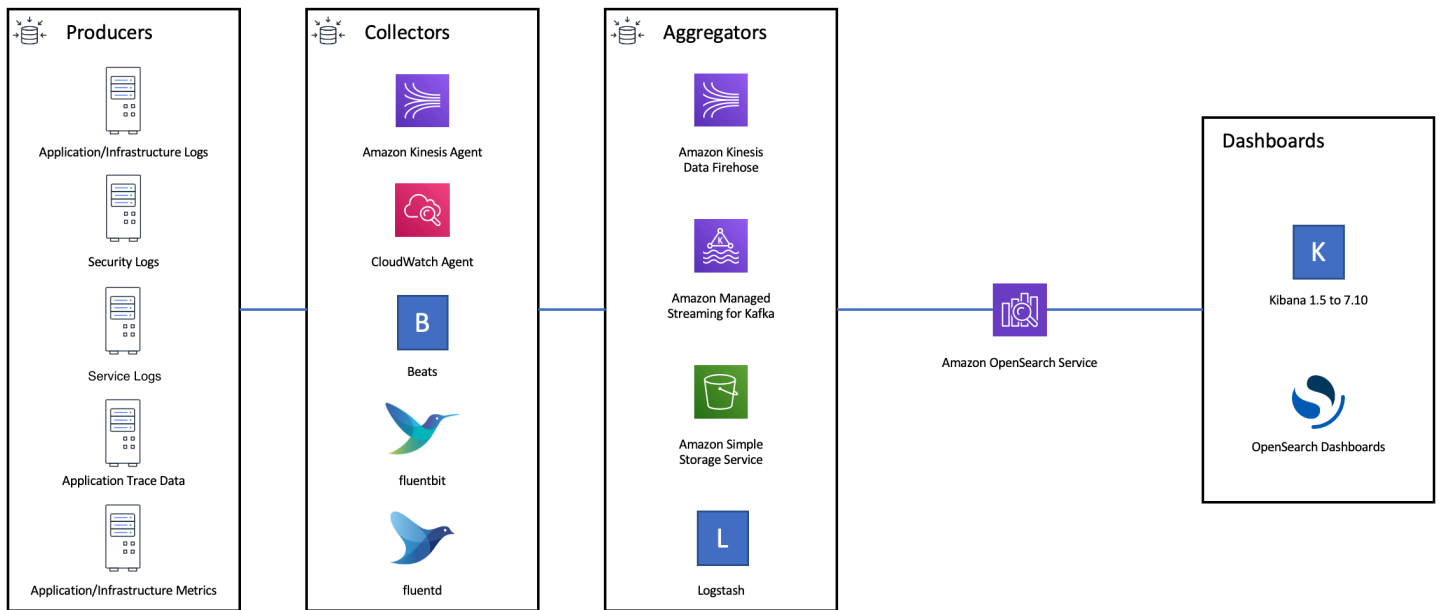 Producers
Application/Infrastructure Logs
Security Logs
Service Logs
Application Trace Data
Application/Infrastructure Metrics
Collectors
Amazon Kinesis Agent
CloudWatch Agent
B
Beats
fluentbit
fluentd
Aggregators
Amazon Kinesis
Data Firehose
K
Amazon Managed
Streaming for Kafka
Amazon Simple
Storage Service
L
Logstash
Amazon OpenSearch Service
Dashboards
K
Kibana 1.5 to 7.10
OpenSearch Dashboards